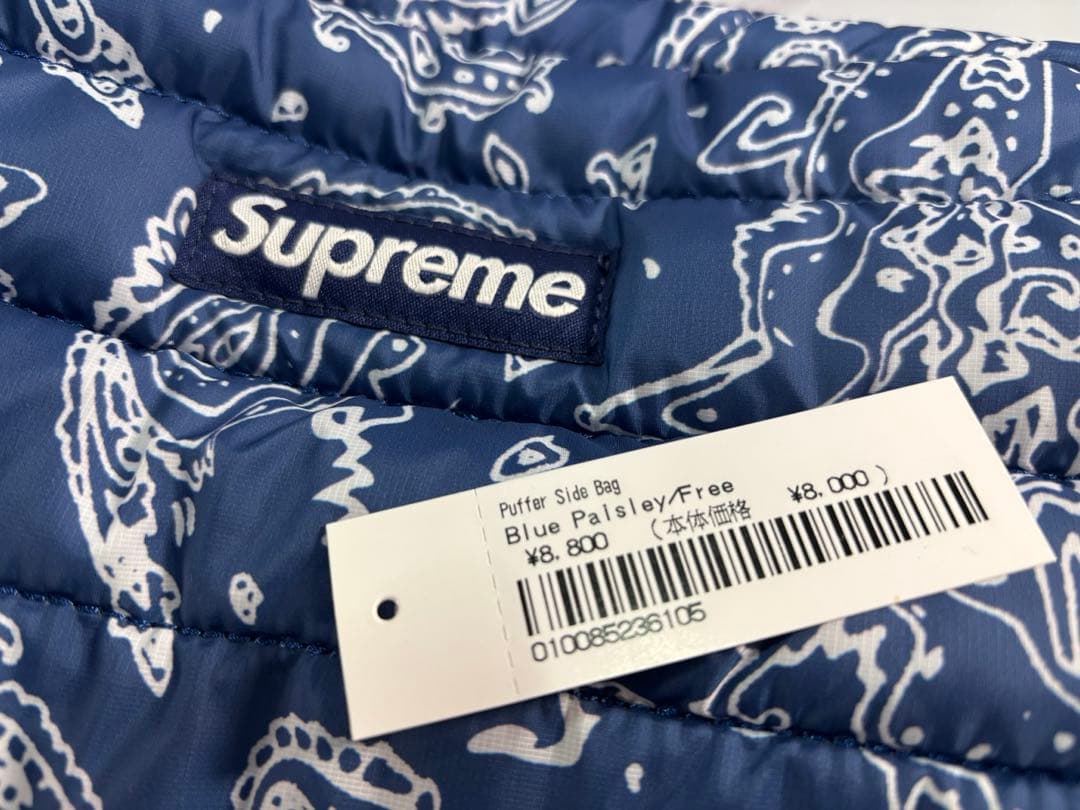 Supreme
Puffer Side Bag
Blue Paisley/Free
¥8,800 (本体価格 ¥8,000)
010085236105